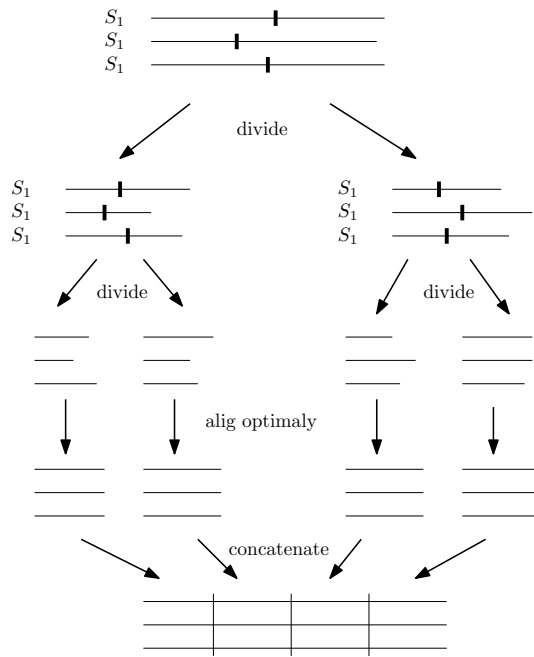 S₁
S₁
S₁
divide
S₁
S₁
S₁
S₁
S₁
S₁
divide
divide
alig optimaly
concatenate